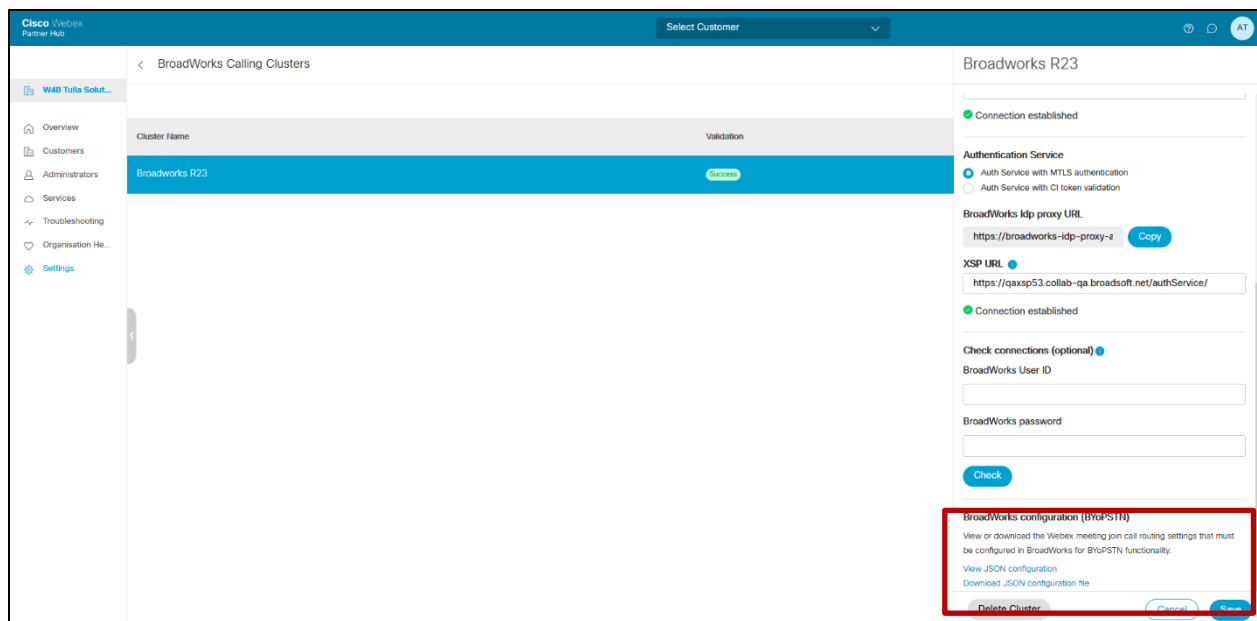 Cisco Webex
Partner Hub
Select Customer
AT
W4B Tulla Solut...
Overview
Customers
Administrators
Services
Troubleshooting
Organisation He...
Settings
BroadWorks Calling Clusters
Cluster Name Validation
Broadworks R23 Success
Broadworks R23
Connection established
Authentication Service
Auth Service with MTLS authentication
Auth Service with CI token validation
BroadWorks Idp proxy URL
https://broadworks-idp-proxy-a Copy
XSP URL
https://qaxsp53.collab-qa.broadsoft.net/authService/
Connection established
Check connections (optional)
BroadWorks User ID
BroadWorks password
Check
BroadWorks configuration (BYoPSTN)
View or download the Webex meeting join call routing settings that must
be configured in BroadWorks for BYoPSTN functionality.
View JSON configuration
Download JSON configuration file
Delete Cluster Cancel Save